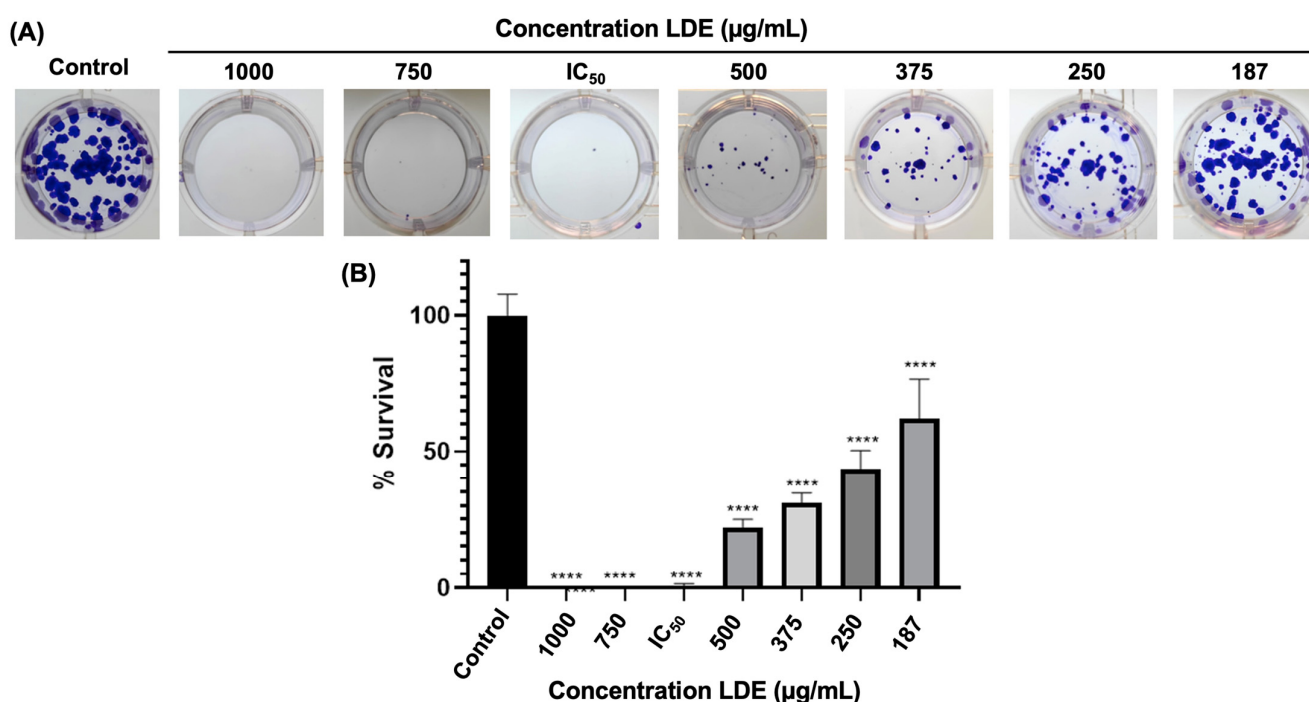 (A)
Concentration LDE (µg/mL)
Control 1000 750 IC₅₀ 500 375 250 187
(B)
% Survival
100
50
0
****
****
****
****
****
****
****
****
Control 1000 750 IC₅₀ 500 375 250 187
Concentration LDE (µg/mL)